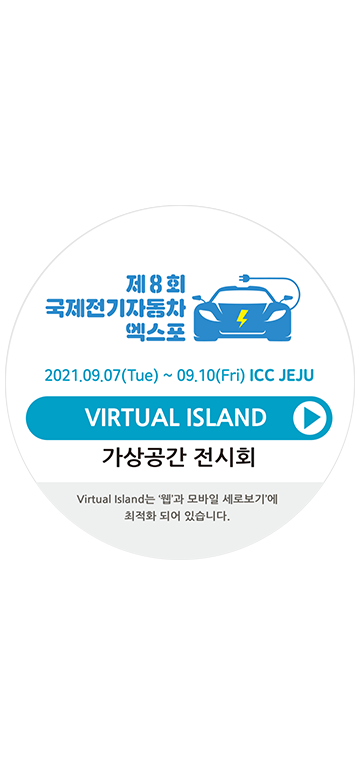 제8회
국제전기자동차
엑스포
2021.09.07(Tue) ~ 09.10(Fri) ICC JEJU
VIRTUAL ISLAND
가상공간 전시회
Virtual Island는 '웹'과 모바일 세로보기'에
최적화 되어 있습니다.